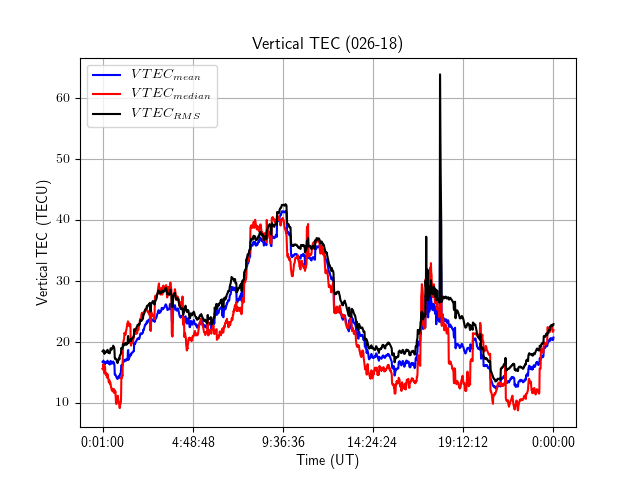 Vertical TEC (026-18)
VTEC_mean
VTEC_median
VTEC_RMS
Vertical TEC (TECU)
60
50
40
30
20
10
0:01:00 4:48:48 9:36:36 14:24:24 19:12:12 0:00:00
Time (UT)